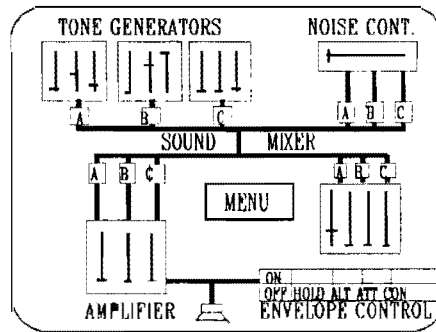 TONE GENERATORS NOISE CONT.
A B C A B C
SOUND MIXER
A B C A B C
MENU
ON
OFF HOLD ALT ATT CON
AMPLIFIER ENVELOPE CONTROL